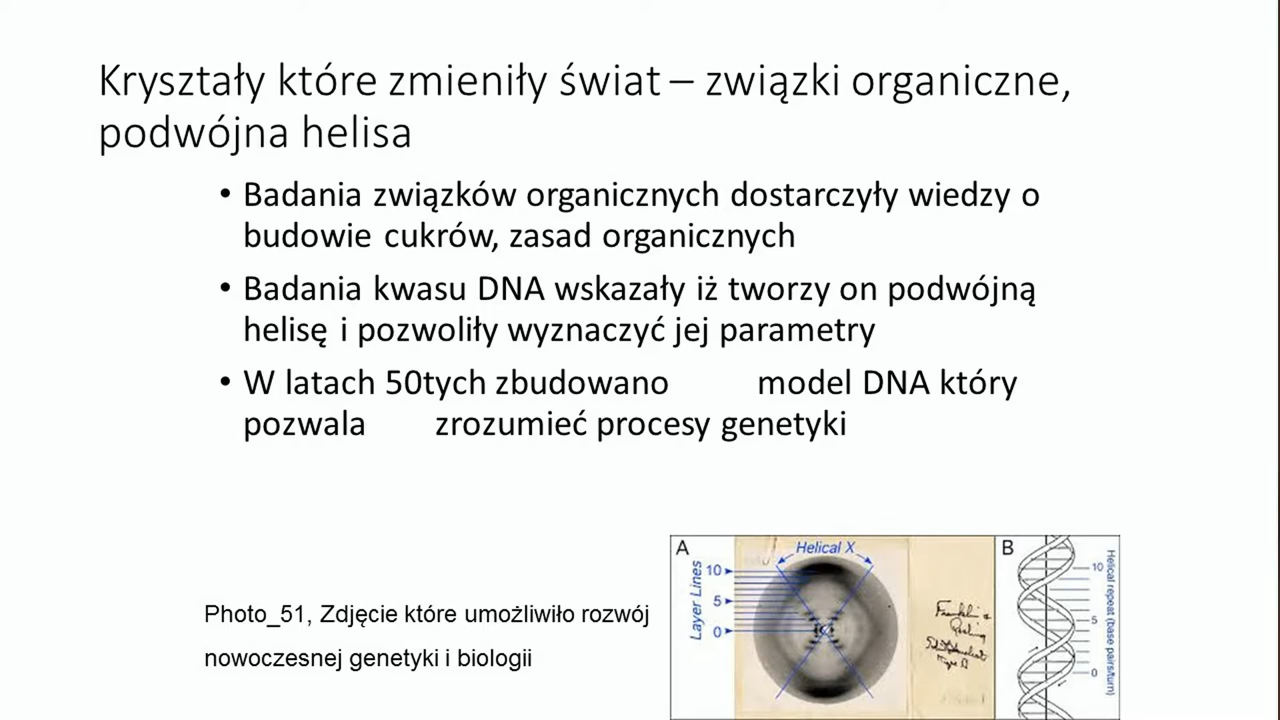 Kryształy które zmieniły świat – związki organiczne,
podwójna helisa
• Badania związków organicznych dostarczyły wiedzy o
budowie cukrów, zasad organicznych
• Badania kwasu DNA wskazały iż tworzy on podwójną
helisę i pozwoliły wyznaczyć jej parametry
• W latach 50tych zbudowano model DNA który
pozwala zrozumieć procesy genetyki
Photo_51, Zdjęcie które umożliwiło rozwój
nowoczesnej genetyki i biologii
A
Helical X
Layer Lines
10
5
0
B
10
5
0
Helical repeat (base pairs/turn)